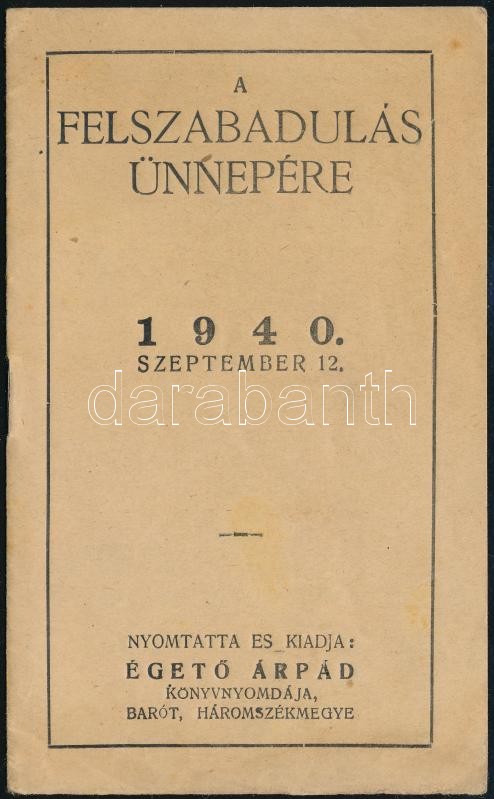 A
FELSZABADULÁS
ÜNNEPÉRE
1940.
SZEPTEMBER 12.
darabanth
NYOMTATTA ES KIADJA:
ÉGETŐ ÁRPÁD
KÖNYVNYOMDÁJA,
BARÓT, HÁROMSZÉKMEGYE